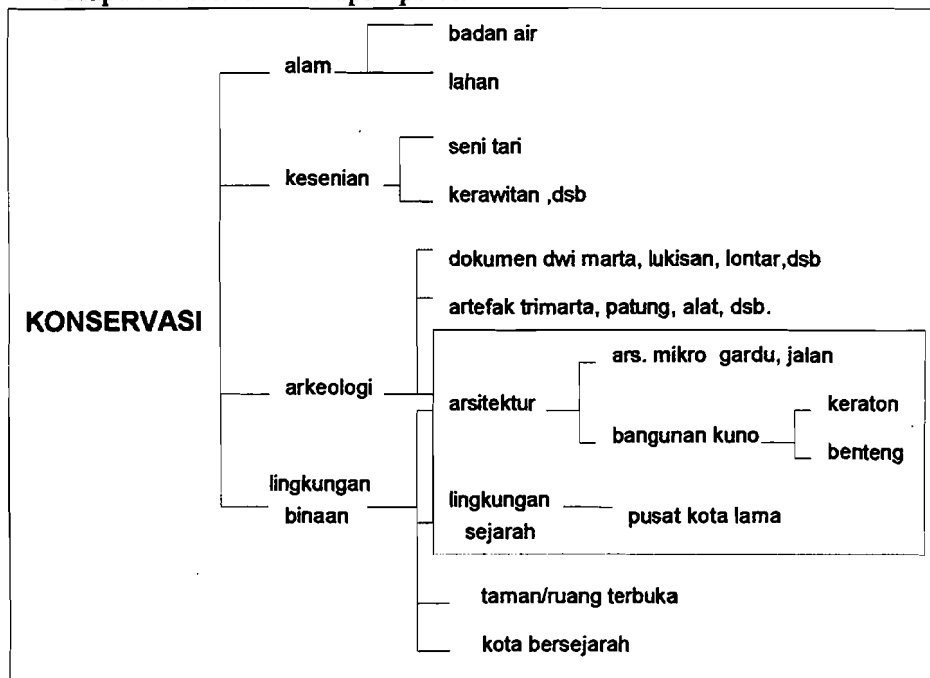 badan air
alam
lahan
seni tari
kesenian
kerawitan ,dsb
dokumen dwi marta, lukisan, lontar,dsb
artefak trimarta, patung, alat, dsb.
KONSERVASI
ars. mikro gardu, jalan
arkeologi
arsitektur
keraton
bangunan kuno
benteng
lingkungan
binaan
lingkungan
sejarah
pusat kota lama
taman/ruang terbuka
kota bersejarah